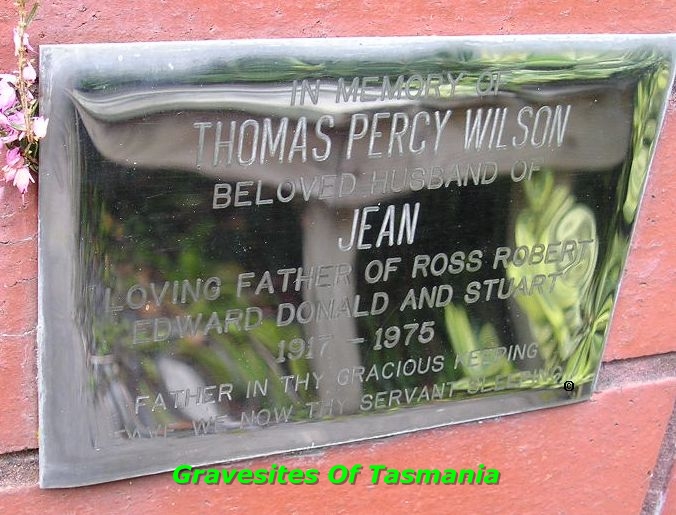 IN MEMORY OF
THOMAS PERCY WILSON
BELOVED HUSBAND OF
JEAN
LOVING FATHER OF ROSS ROBERT
EDWARD DONALD AND STUART
1917 - 1975
FATHER IN THY GRACIOUS KEEPING
LEAVE WE NOW THY SERVANT SLEEPING
Gravesites Of Tasmania